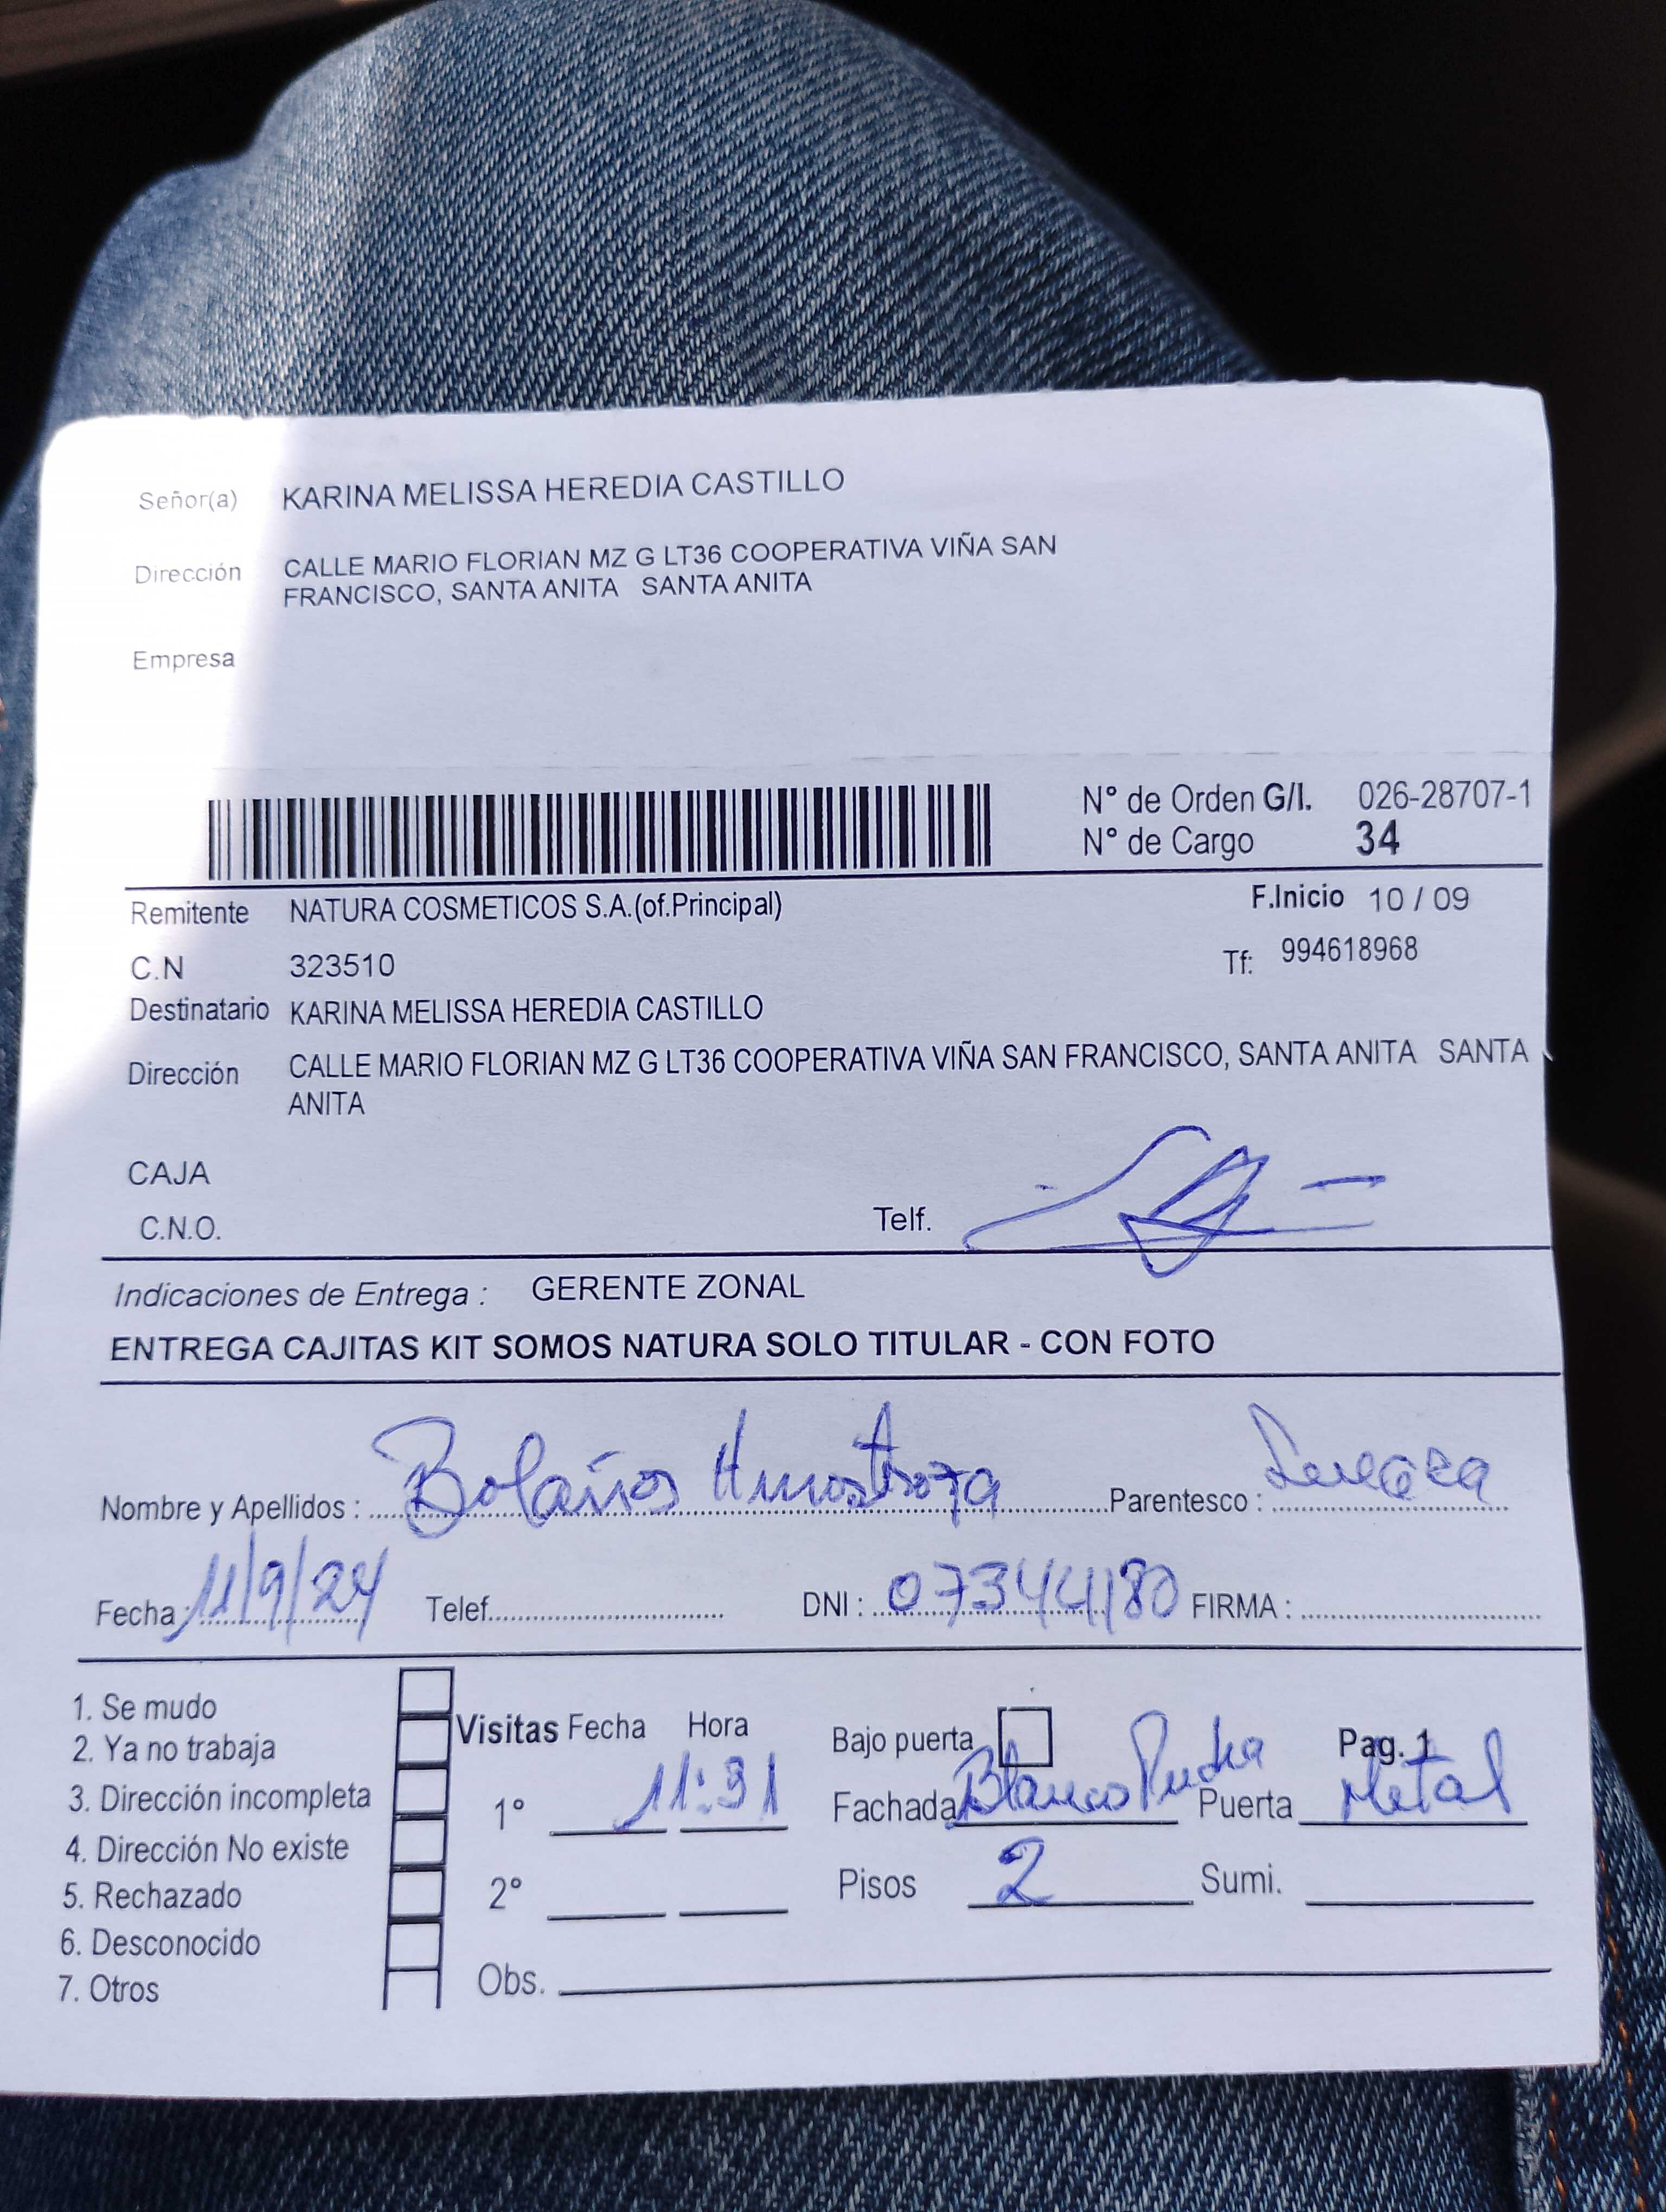 Señor(a) KARINA MELISSA HEREDIA CASTILLO
Dirección CALLE MARIO FLORIAN MZ G LT36 COOPERATIVA VIÑA SAN
FRANCISCO, SANTA ANITA SANTA ANITA
Empresa
N° de Orden G/I. 026-28707-1
N° de Cargo 34
Remitente NATURA COSMETICOS S.A.(of.Principal) F.Inicio 10 / 09
C.N 323510 Tf: 994618968
Destinatario KARINA MELISSA HEREDIA CASTILLO
Dirección CALLE MARIO FLORIAN MZ G LT36 COOPERATIVA VIÑA SAN FRANCISCO, SANTA ANITA SANTA
ANITA
CAJA
C.N.O. Telf.
Indicaciones de Entrega : GERENTE ZONAL
ENTREGA CAJITAS KIT SOMOS NATURA SOLO TITULAR - CON FOTO
Nombre y Apellidos : Bolaños Parentesco :
Fecha : 11/9/24 Telef. DNI : 07344180 FIRMA :
1. Se mudo
2. Ya no trabaja
3. Dirección incompleta
4. Dirección No existe
5. Rechazado
6. Desconocido
7. Otros
Visitas Fecha Hora
1° 11:31
2°
Obs.
Bajo puerta Pag. 1
Fachada Blanco Puerta Metal
Pisos 2 Sumi.